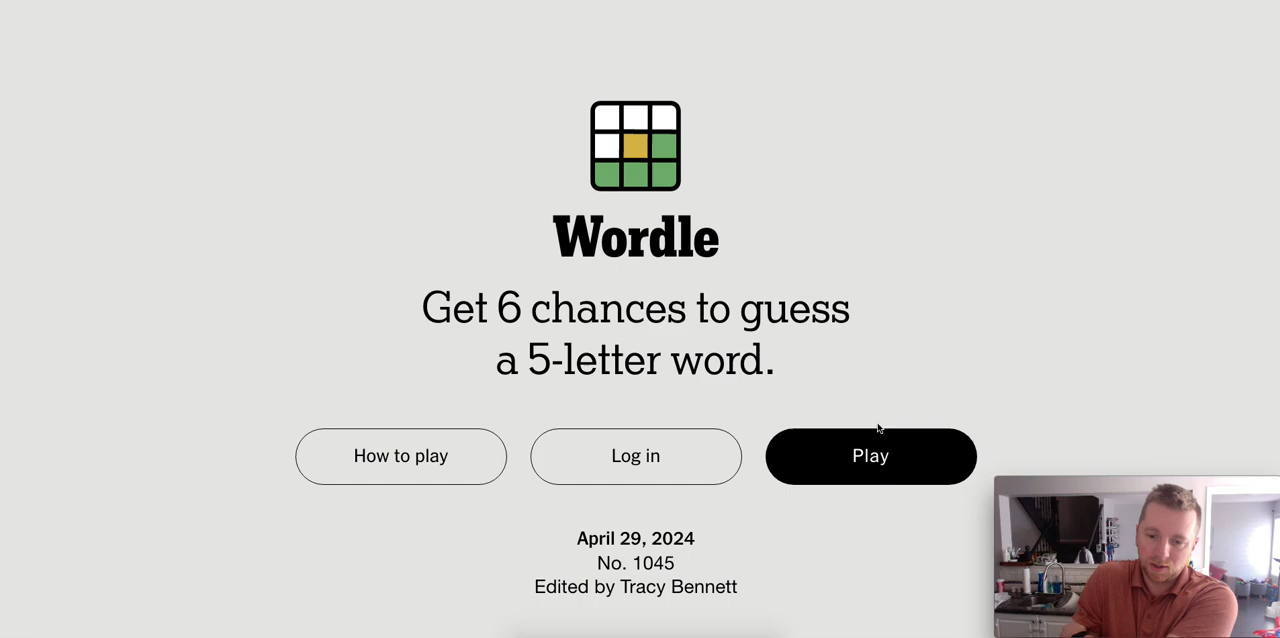 Wordle
Get 6 chances to guess
a 5-letter word.
How to play
Log in
Play
April 29, 2024
No. 1045
Edited by Tracy Bennett